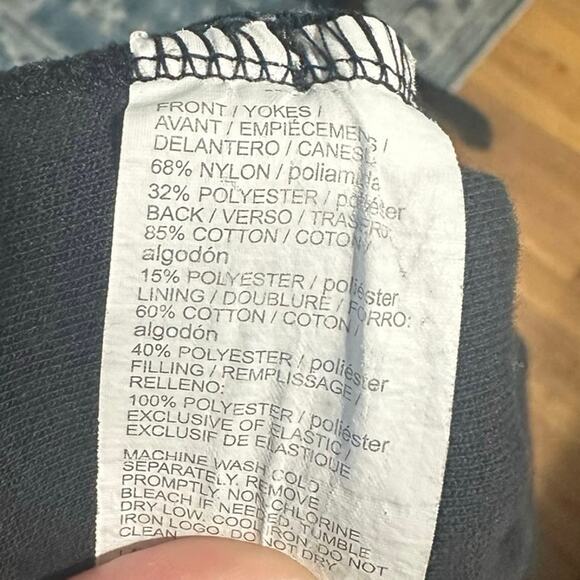 FRONT / YOKES /
AVANT / EMPIÉCEMENTS /
DELANTERO / CANESÚ:
68% NYLON / poliamida
32% POLYESTER / poliéster
BACK / VERSO / TRASERO:
85% COTTON / COTON /
algodón
15% POLYESTER / poliéster
LINING / DOUBLURE / FORRO:
60% COTTON / COTON /
algodón
40% POLYESTER / poliéster
FILLING / REMPLISSAGE /
RELLENO:
100% POLYESTER / poliéster
EXCLUSIVE OF ELASTIC /
EXCLUSIF DE ELASTIQUE
MACHINE WASH COLD
SEPARATELY. REMOVE
PROMPTLY. NON-CHLORINE
BLEACH IF NEEDED. TUMBLE
DRY LOW, COOL IRON. DO NOT
IRON LOGO. DO NOT DRY
CLEAN.